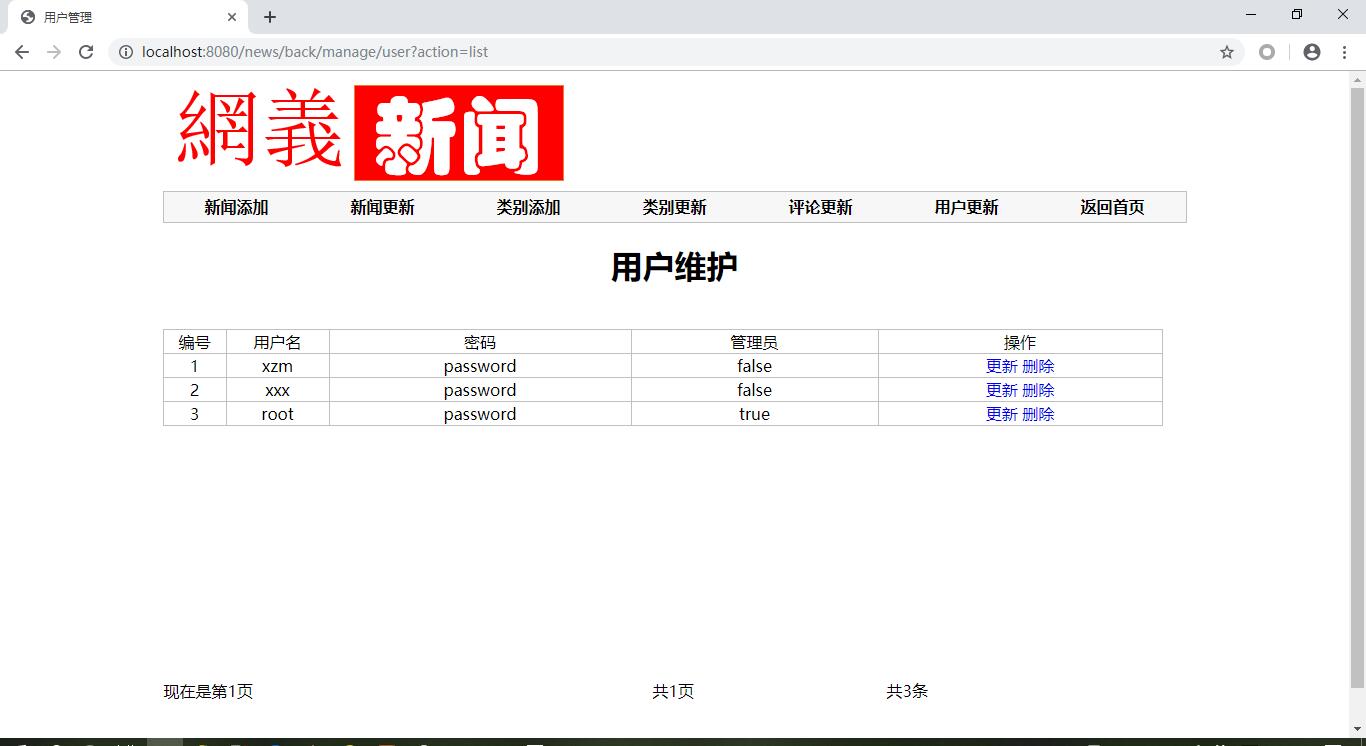 用户管理
localhost:8080/news/back/manage/user?action=list
網義 新闻
新闻添加 新闻更新 类别添加 类别更新 评论更新 用户更新 返回首页
用户维护
编号 用户名 密码 管理员 操作
1 xzm password false 更新 删除
2 xxx password false 更新 删除
3 root password true 更新 删除
现在是第1页 共1页 共3条